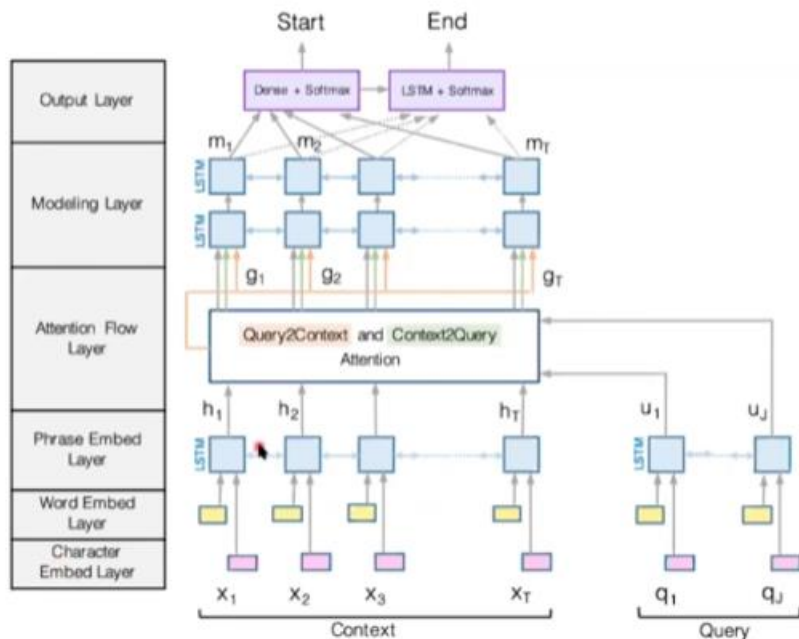 Start End
Output Layer
Dense + Softmax LSTM + Softmax
m1 m2 mT
LSTM
Modeling Layer
LSTM
g1 g2 gT
Attention Flow
Layer
Query2Context and Context2Query
Attention
h1 h2 hT u1 uJ
Phrase Embed
Layer
LSTM LSTM
Word Embed
Layer
Character
Embed Layer
x1 x2 x3 xT q1 qJ
Context Query